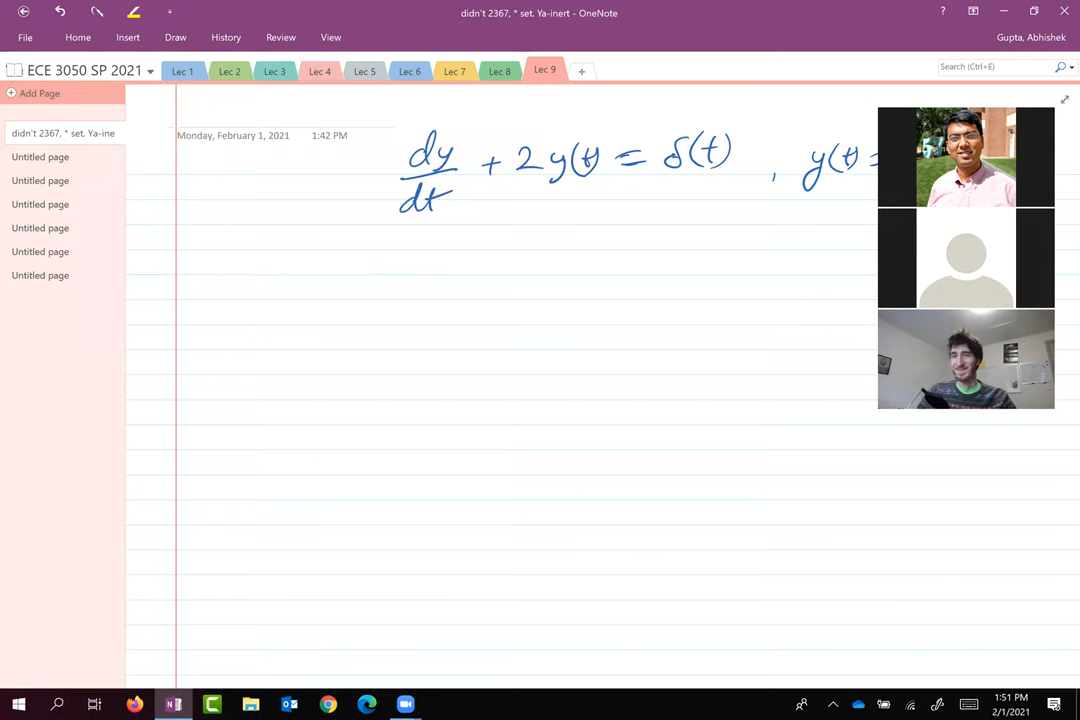 didn't 2367, * set. Ya-inert - OneNote
?
File
Home
Insert
Draw
History
Review
View
Gupta, Abhishek
ECE 3050 SP 2021
Lec 1
Lec 2
Lec 3
Lec 4
Lec 5
Lec 6
Lec 7
Lec 8
Lec 9
+
Search (Ctrl+E)
Add Page
didn't 2367, * set. Ya-ine
Untitled page
Untitled page
Untitled page
Untitled page
Untitled page
Untitled page
Monday, February 1, 2021 1:42 PM
dy/dt + 2y(t) = δ(t) , y(t) =
1:51 PM
2/1/2021